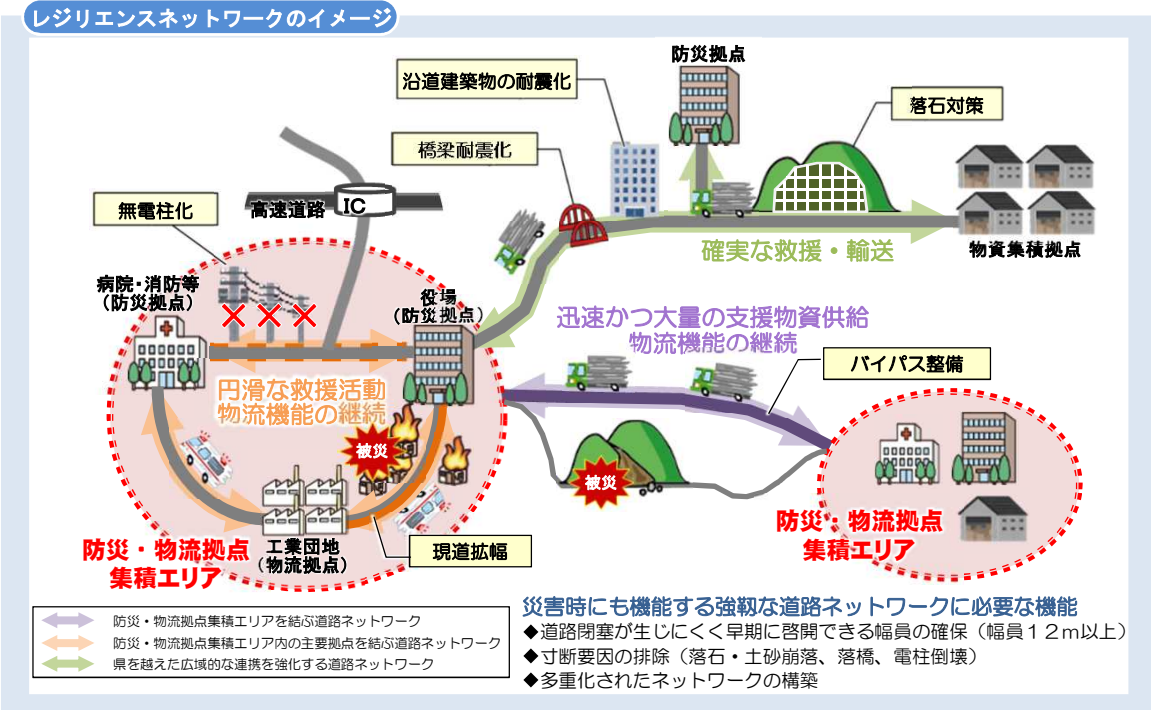 レジリエンスネットワークのイメージ
防災拠点
沿道建築物の耐震化
落石対策
橋梁耐震化
無電柱化
高速道路
IC
確実な救援・輸送
物資集積拠点
病院・消防等
(防災拠点)
役場
(防災拠点)
迅速かつ大量の支援物資供給
物流機能の継続
バイパス整備
円滑な救援活動
物流機能の継続
被災
被災
防災・物流拠点
集積エリア
工業団地
(物流拠点)
現道拡幅
防災・物流拠点
集積エリア
災害時にも機能する強靱な道路ネットワークに必要な機能
◆道路閉塞が生じにくく早期に啓開できる幅員の確保（幅員１２ｍ以上）
◆寸断要因の排除（落石・土砂崩落、落橋、電柱倒壊）
◆多重化されたネットワークの構築
防災・物流拠点集積エリアを結ぶ道路ネットワーク
防災・物流拠点集積エリア内の主要拠点を結ぶ道路ネットワーク
県を越えた広域的な連携を強化する道路ネットワーク